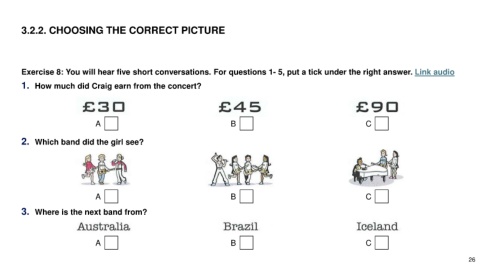 3.2.2. CHOOSING THE CORRECT PICTURE
Exercise 8: You will hear five short conversations. For questions 1- 5, put a tick under the right answer. Link audio
1. How much did Craig earn from the concert?
£30 £45 £90
A B C
2. Which band did the girl see?
A B C
3. Where is the next band from?
Australia Brazil Iceland
A B C
26